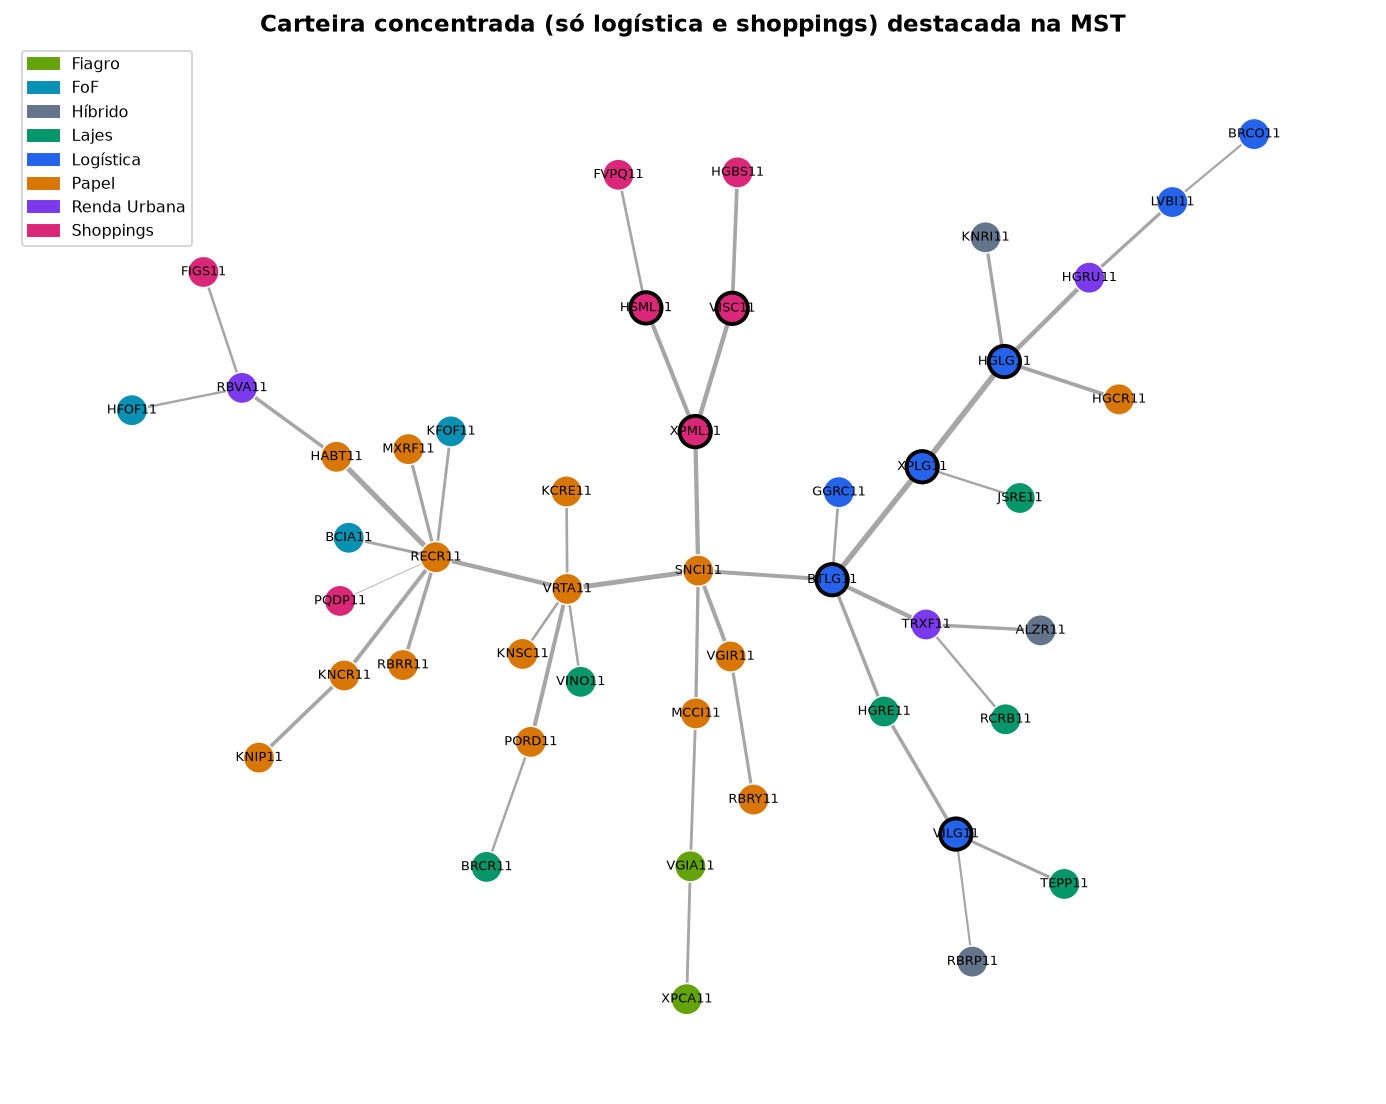 Carteira concentrada (só logística e shoppings) destacada na MST
Fiagro
FoF
Híbrido
Lajes
Logística
Papel
Renda Urbana
Shoppings
BRCO11
FVPQ11
HGBS11
LVBI11
KNRI11
FIGS11
HGRU11
HSML11
VISC11
HGLG11
RBVA11
HGCR11
HFOF11
KFOF11
XPML11
MXRF11
HABT11
XPLG11
KCRE11
GGRC11
JSRE11
BCIA11
RECR11
SNCI11
BTLG11
VRTA11
PQDP11
TRXF11
ALZR11
KNSC11
VGIR11
RBRR11
KNCR11
VINO11
HGRE11
MCCI11
RCRB11
PORD11
KNIP11
RBRY11
VILG11
BRCR11
VGIA11
TEPP11
RBRP11
XPCA11